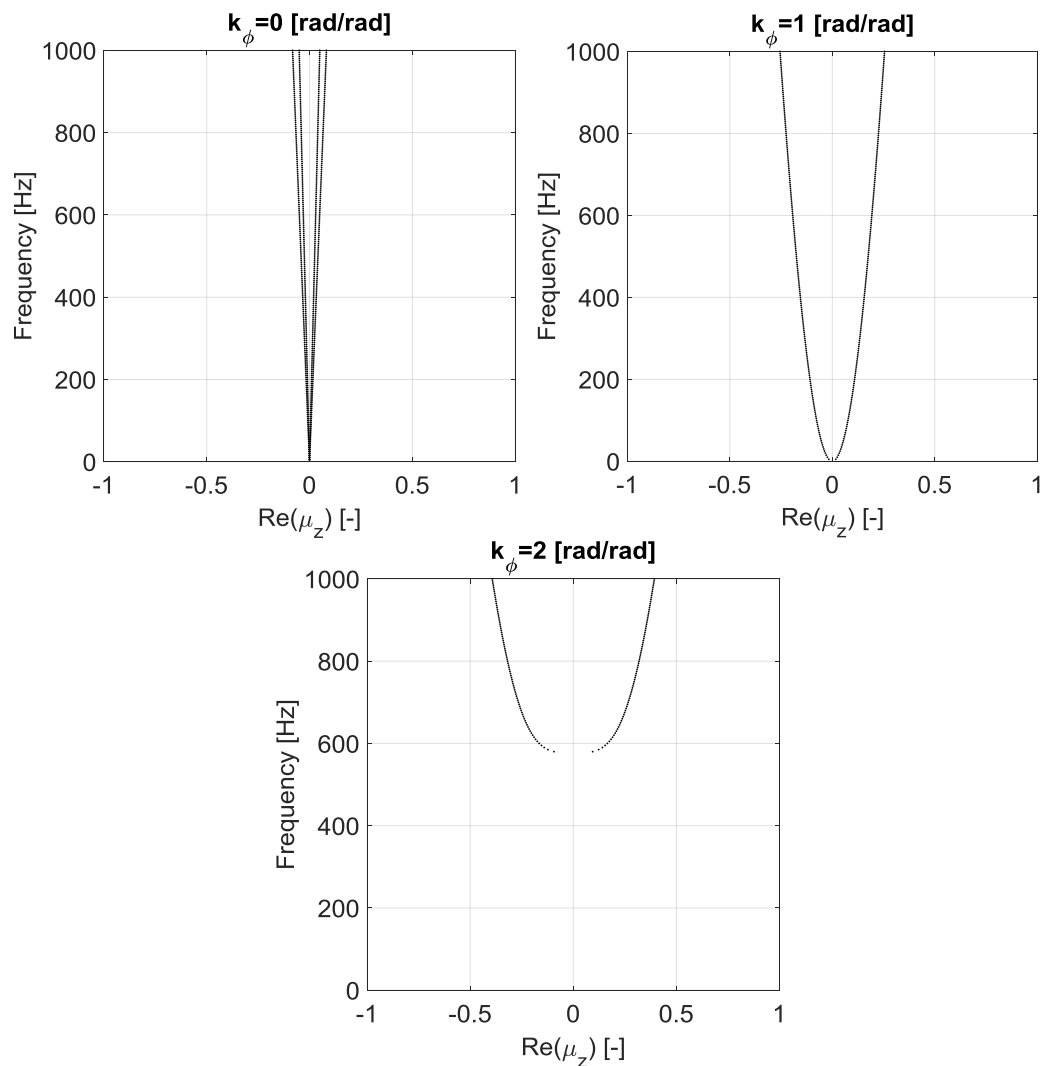 k_ϕ=0 [rad/rad]
1000
800
600
400
200
0
Frequency [Hz]
-1 -0.5 0 0.5 1
Re(μ_z) [-]
k_ϕ=1 [rad/rad]
1000
800
600
400
200
0
Frequency [Hz]
-1 -0.5 0 0.5 1
Re(μ_z) [-]
k_ϕ=2 [rad/rad]
1000
800
600
400
200
0
Frequency [Hz]
-1 -0.5 0 0.5 1
Re(μ_z) [-]